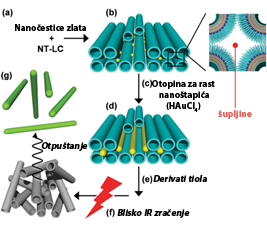 (a)
Nanočestice zlata
+
NT-LC
(b)
(c) Otopina za rast
nanoštapića
(HAuCl4)
šupljine
(d)
(e) Derivati tiola
(f) Blisko IR zračenje
Otpuštanje
(g)